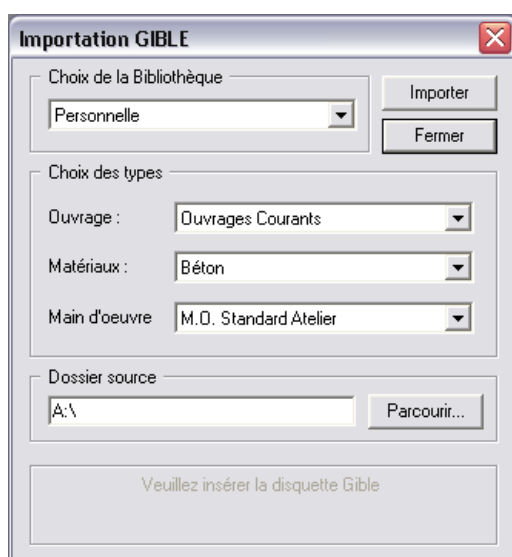 Importation GIBLE
Choix de la Bibliothèque
Personnelle
Importer
Fermer
Choix des types
Ouvrage :
Ouvrages Courants
Matériaux :
Béton
Main d'oeuvre
M.O. Standard Atelier
Dossier source
A:\
Parcourir...
Veuillez insérer la disquette Gible